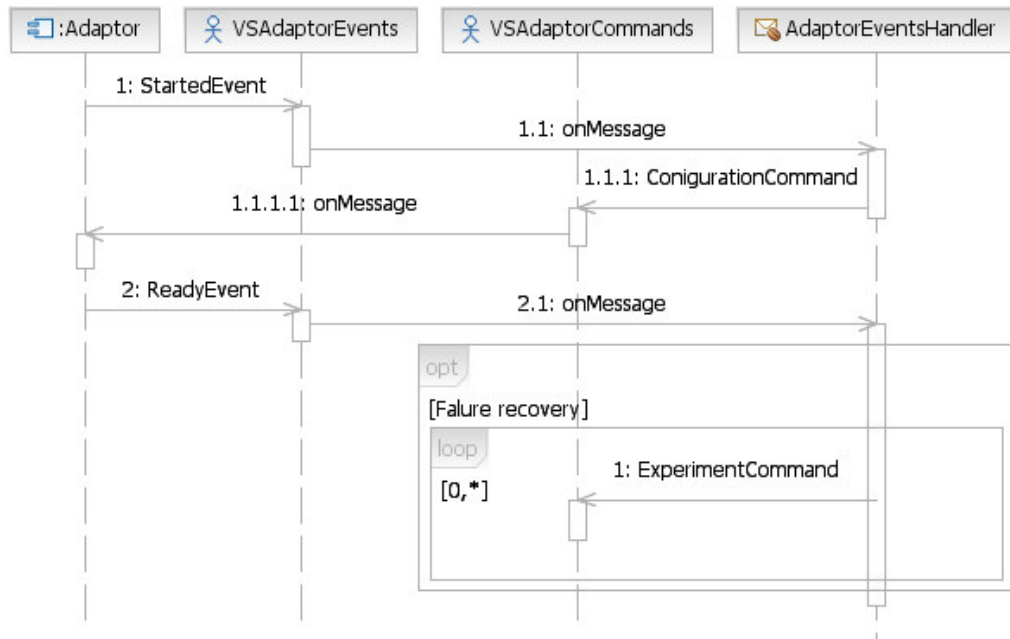 :Adaptor
VSAdaptorEvents
VSAdaptorCommands
AdaptorEventsHandler
1: StartedEvent
1.1: onMessage
1.1.1: ConigurationCommand
1.1.1.1: onMessage
2: ReadyEvent
2.1: onMessage
opt
[Falure recovery]
loop
1: ExperimentCommand
[0,*]